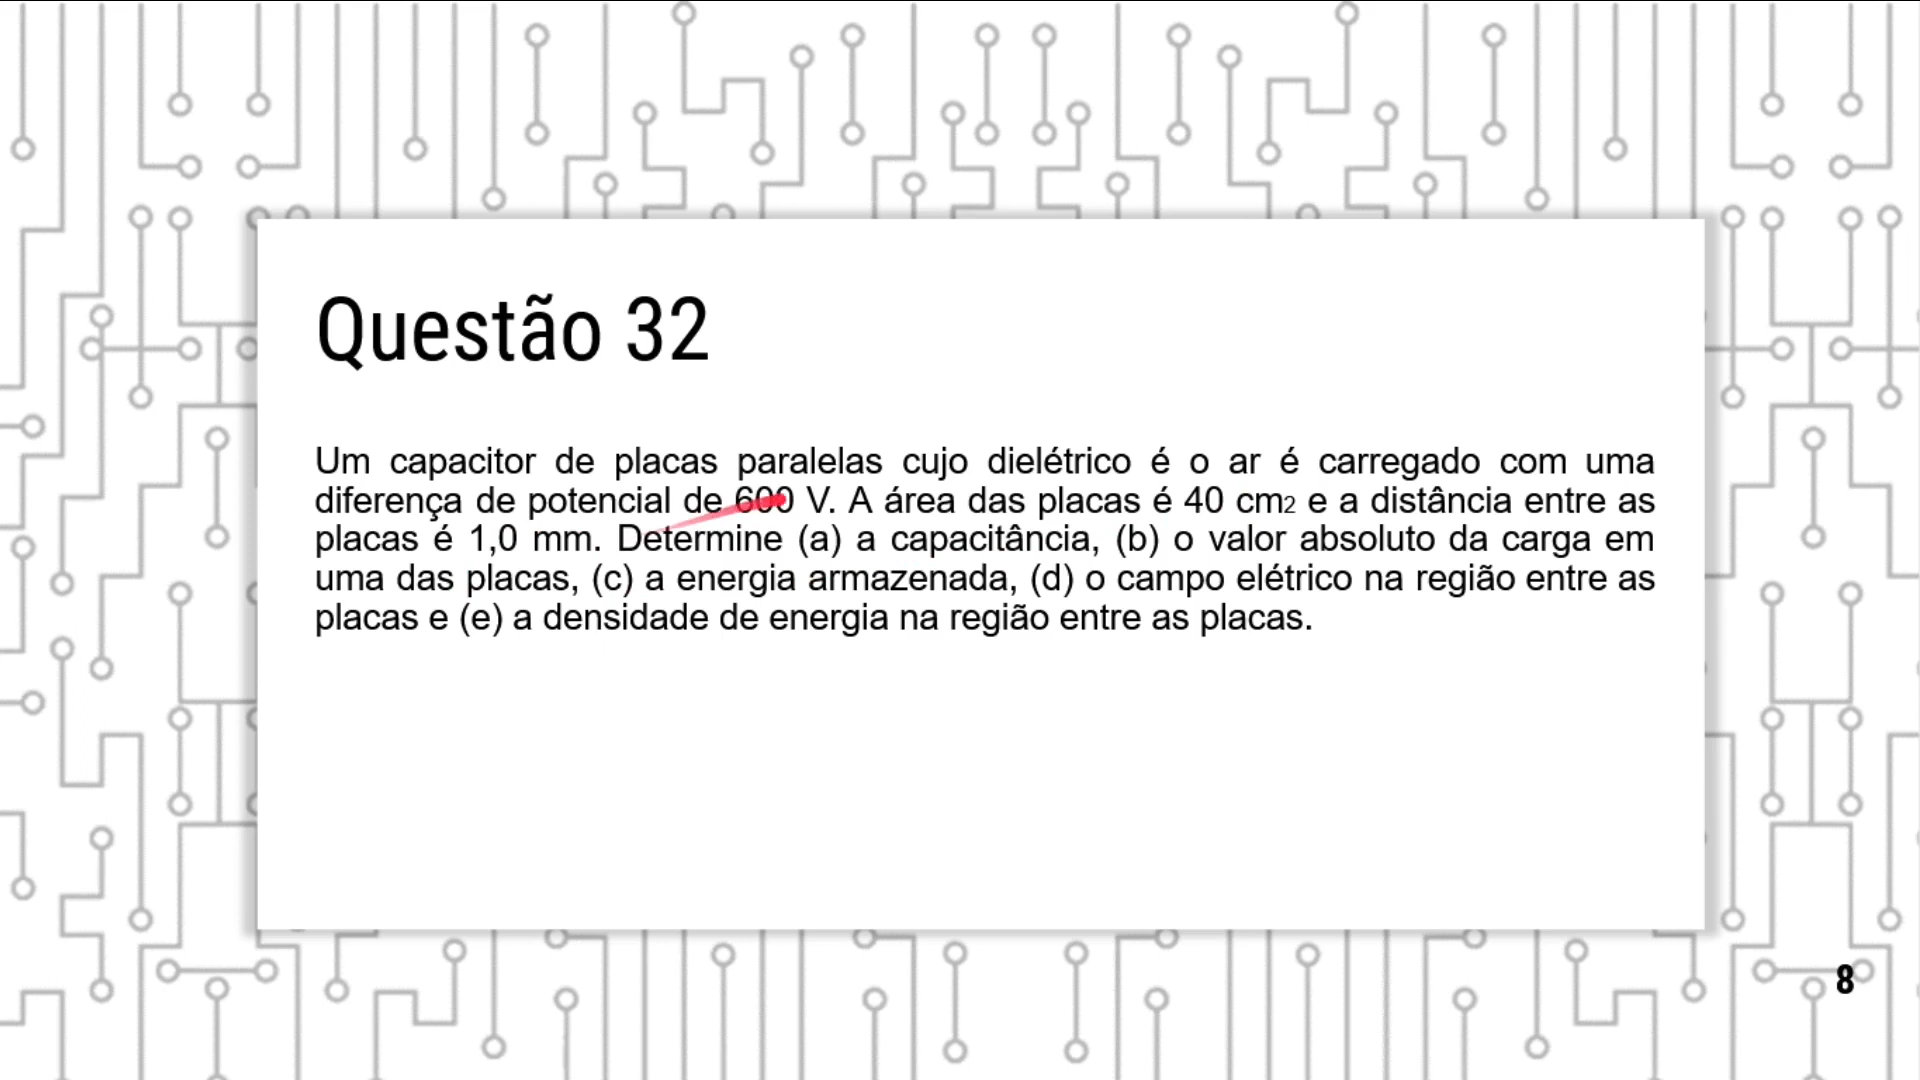 Questão 32
Um capacitor de placas paralelas cujo dielétrico é o ar é carregado com uma
diferença de potencial de 600 V. A área das placas é 40 cm2 e a distância entre as
placas é 1,0 mm. Determine (a) a capacitância, (b) o valor absoluto da carga em
uma das placas, (c) a energia armazenada, (d) o campo elétrico na região entre as
placas e (e) a densidade de energia na região entre as placas.
8